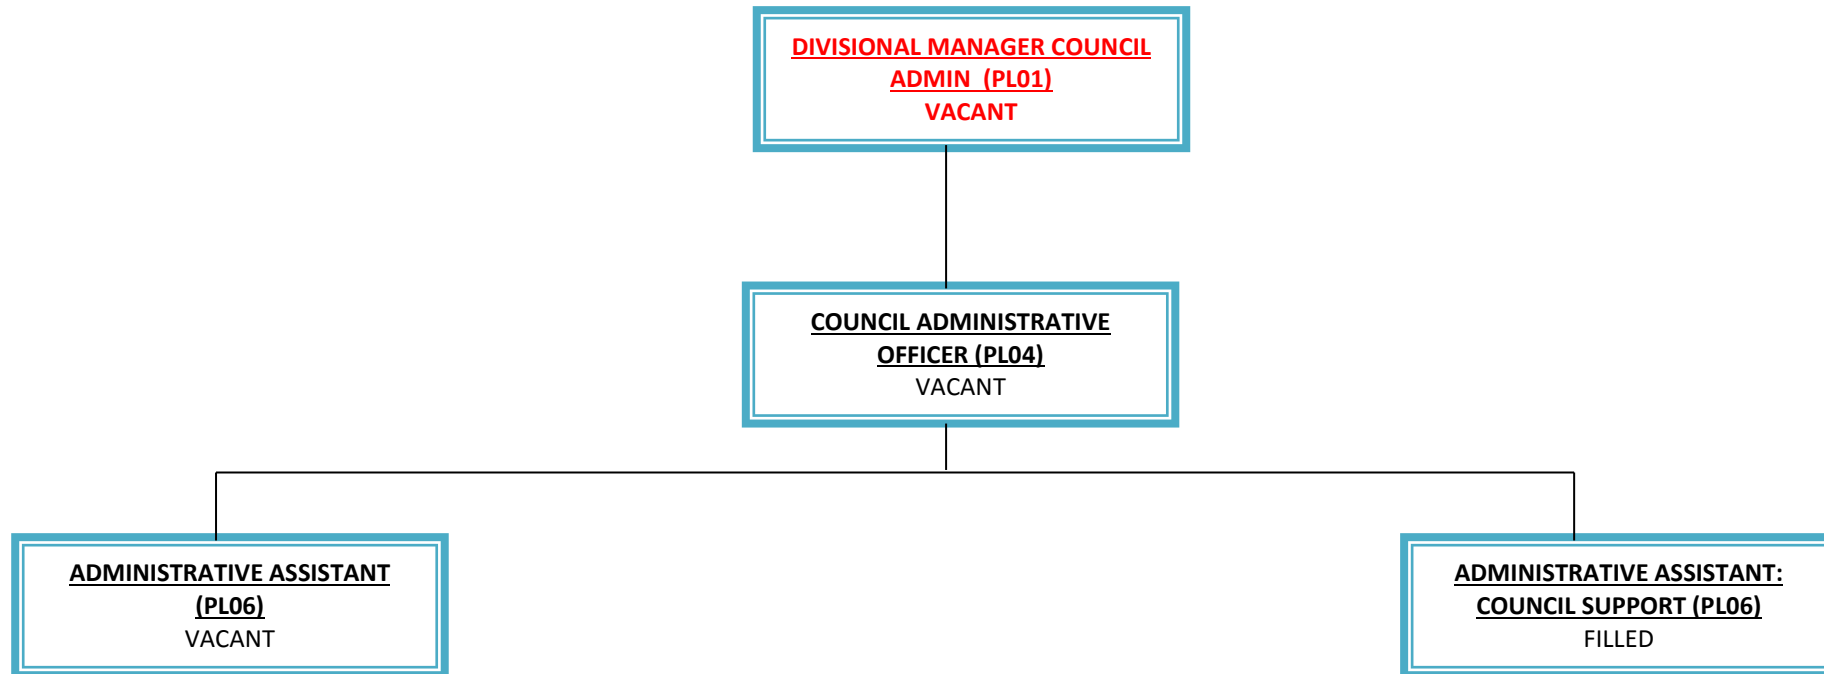 DIVISIONAL MANAGER COUNCIL
ADMIN (PL01)
VACANT
COUNCIL ADMINISTRATIVE
OFFICER (PL04)
VACANT
ADMINISTRATIVE ASSISTANT
(PL06)
VACANT
ADMINISTRATIVE ASSISTANT:
COUNCIL SUPPORT (PL06)
FILLED